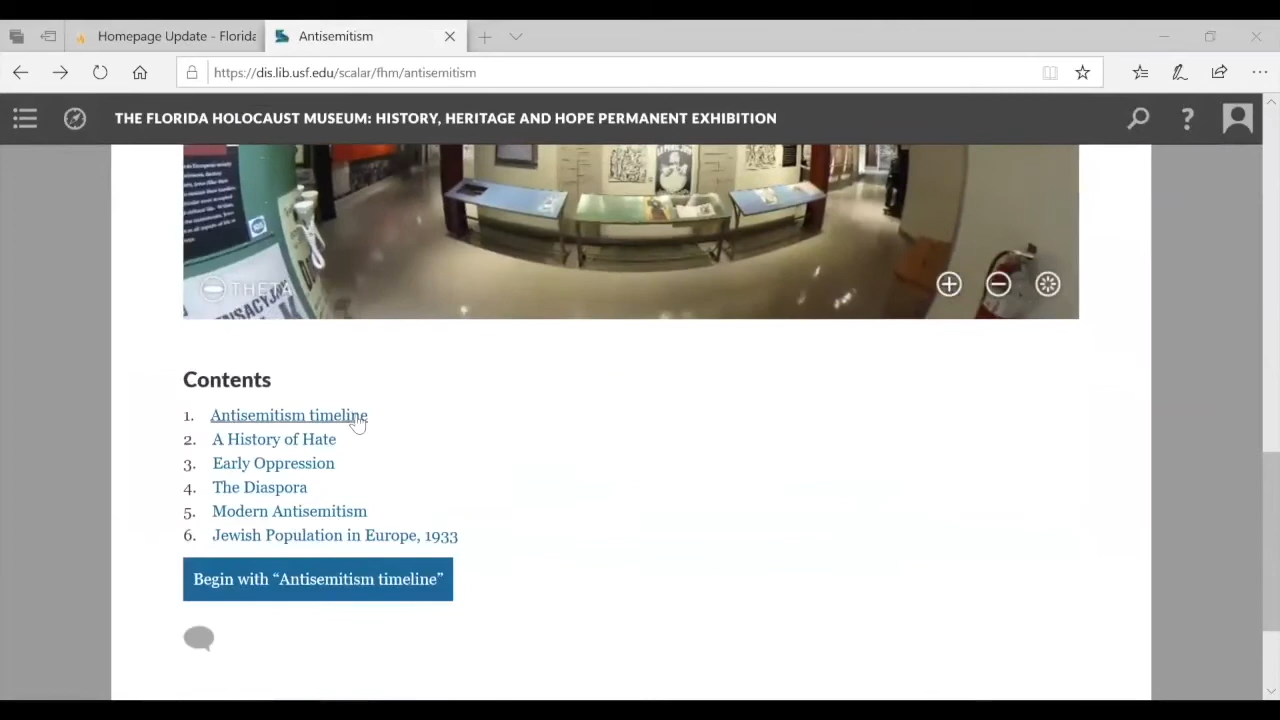 Homepage Update - Florida
Antisemitism
https://dis.lib.usf.edu/scalar/fhm/antisemitism
THE FLORIDA HOLOCAUST MUSEUM: HISTORY, HERITAGE AND HOPE PERMANENT EXHIBITION
THETA
Contents
1. Antisemitism timeline
2. A History of Hate
3. Early Oppression
4. The Diaspora
5. Modern Antisemitism
6. Jewish Population in Europe, 1933
Begin with “Antisemitism timeline”